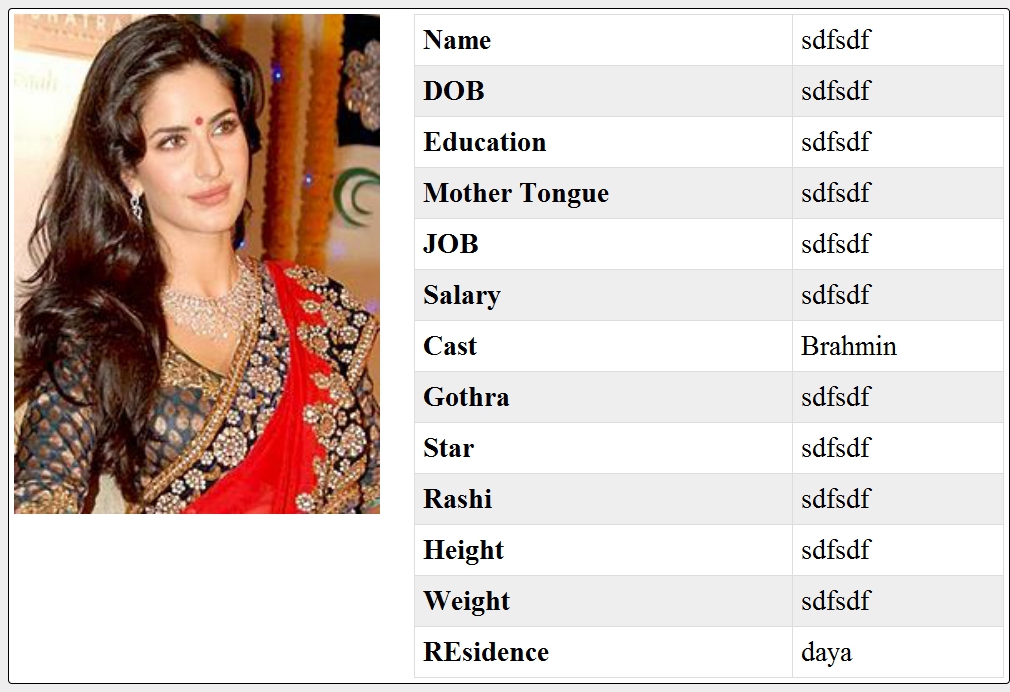 Name sdfsdf
DOB sdfsdf
Education sdfsdf
Mother Tongue sdfsdf
JOB sdfsdf
Salary sdfsdf
Cast Brahmin
Gothra sdfsdf
Star sdfsdf
Rashi sdfsdf
Height sdfsdf
Weight sdfsdf
REsidence daya